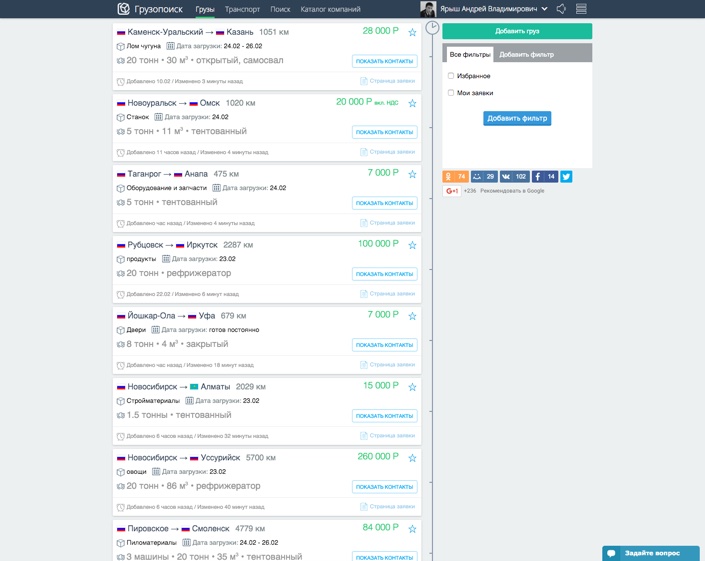 Грузопоиск Грузы Транспорт Поиск Каталог компаний Ярыш Андрей Владимирович
Каменск-Уральский → Казань 1051 км 28 000 Р
Лом чугуна Дата загрузки: 24.02 - 26.02
20 тонн • 30 м³ • открытый, самосвал ПОКАЗАТЬ КОНТАКТЫ
Добавлено 10.02 / Изменено 3 минуты назад Страница заявки
Новоуральск → Омск 1020 км 20 000 Р вкл. НДС
Станок Дата загрузки: 24.02
5 тонн • 11 м³ • тентованный ПОКАЗАТЬ КОНТАКТЫ
Добавлено 11 часов назад / Изменено 4 минуты назад Страница заявки
Таганрог → Анапа 475 км 7 000 Р
Оборудование и запчасти Дата загрузки: 24.02
5 тонн • тентованный ПОКАЗАТЬ КОНТАКТЫ
Добавлено час назад / Изменено 4 минуты назад Страница заявки
Рубцовск → Иркутск 2287 км 100 000 Р
продукты Дата загрузки: 23.02
20 тонн • рефрижератор ПОКАЗАТЬ КОНТАКТЫ
Добавлено 22.02 / Изменено 6 минут назад Страница заявки
Йошкар-Ола → Уфа 679 км 7 000 Р
Двери Дата загрузки: готов постоянно
8 тонн • 4 м³ • закрытый ПОКАЗАТЬ КОНТАКТЫ
Добавлено час назад / Изменено 18 минут назад Страница заявки
Новосибирск → Алматы 2029 км 15 000 Р
Стройматериалы Дата загрузки: 23.02
1.5 тонны • тентованный ПОКАЗАТЬ КОНТАКТЫ
Добавлено 6 часов назад / Изменено 32 минуты назад Страница заявки
Новосибирск → Уссурийск 5700 км 260 000 Р
овощи Дата загрузки: 23.02
20 тонн • 86 м³ • рефрижератор ПОКАЗАТЬ КОНТАКТЫ
Добавлено 6 часов назад / Изменено 40 минут назад Страница заявки
Пировское → Смоленск 4779 км 84 000 Р
Пиломатериалы Дата загрузки: 24.02 - 26.02
3 машины • 20 тонн • 35 м³ • тентованный ПОКАЗАТЬ КОНТАКТЫ
Добавить груз
Все фильтры Добавить фильтр
Избранное
Мои заявки
Добавить фильтр
74 29 102 14
G+1 +236 Рекомендовать в Google
Задайте вопрос